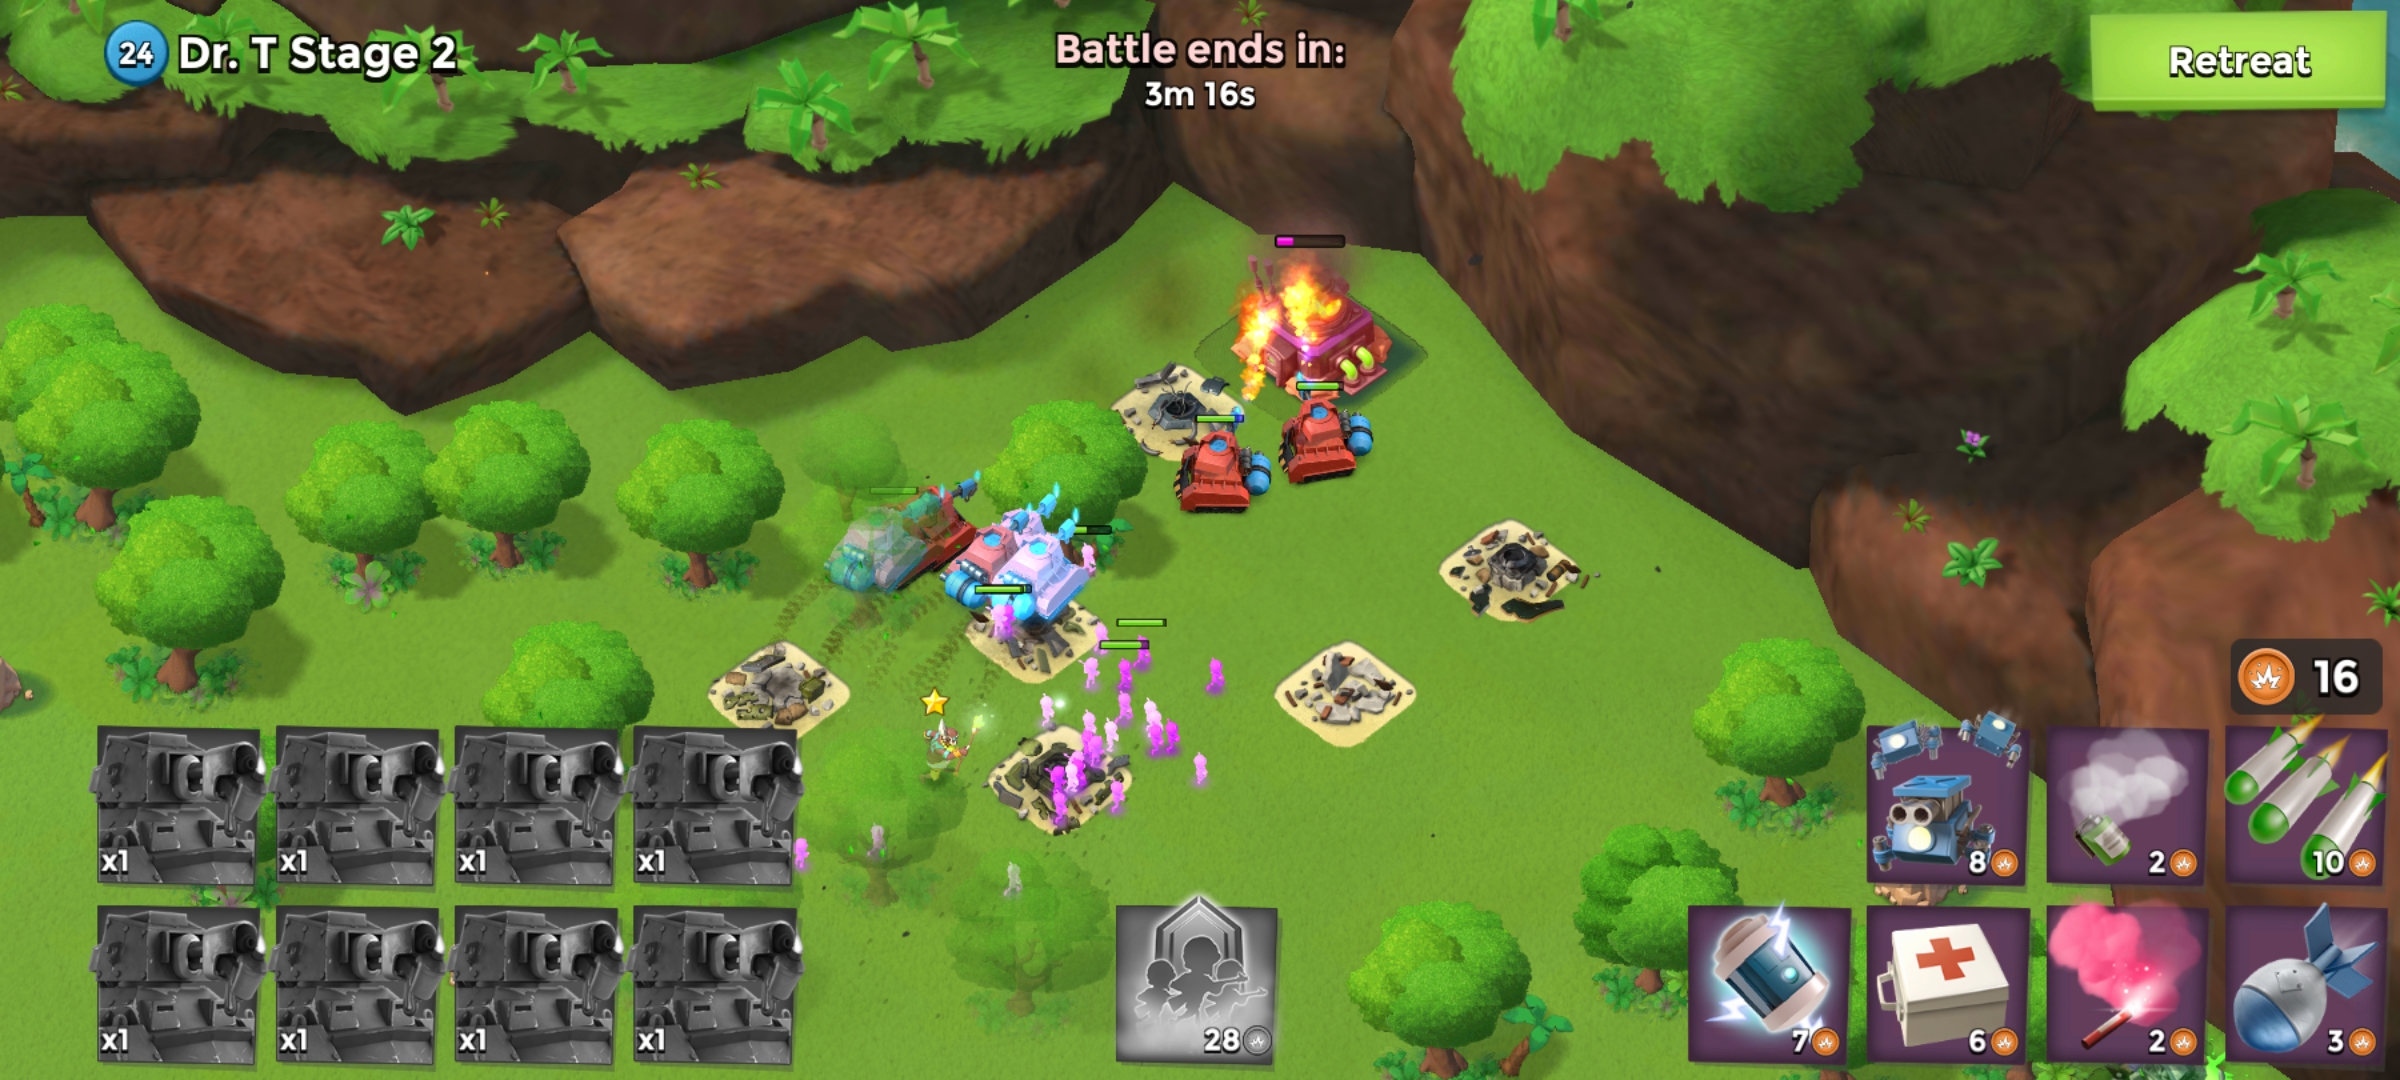 24 Dr. T Stage 2
Battle ends in:
3m 16s
Retreat
16
x1 x1 x1 x1
8 2 10
x1 x1 x1 x1
28
7 6 2 3